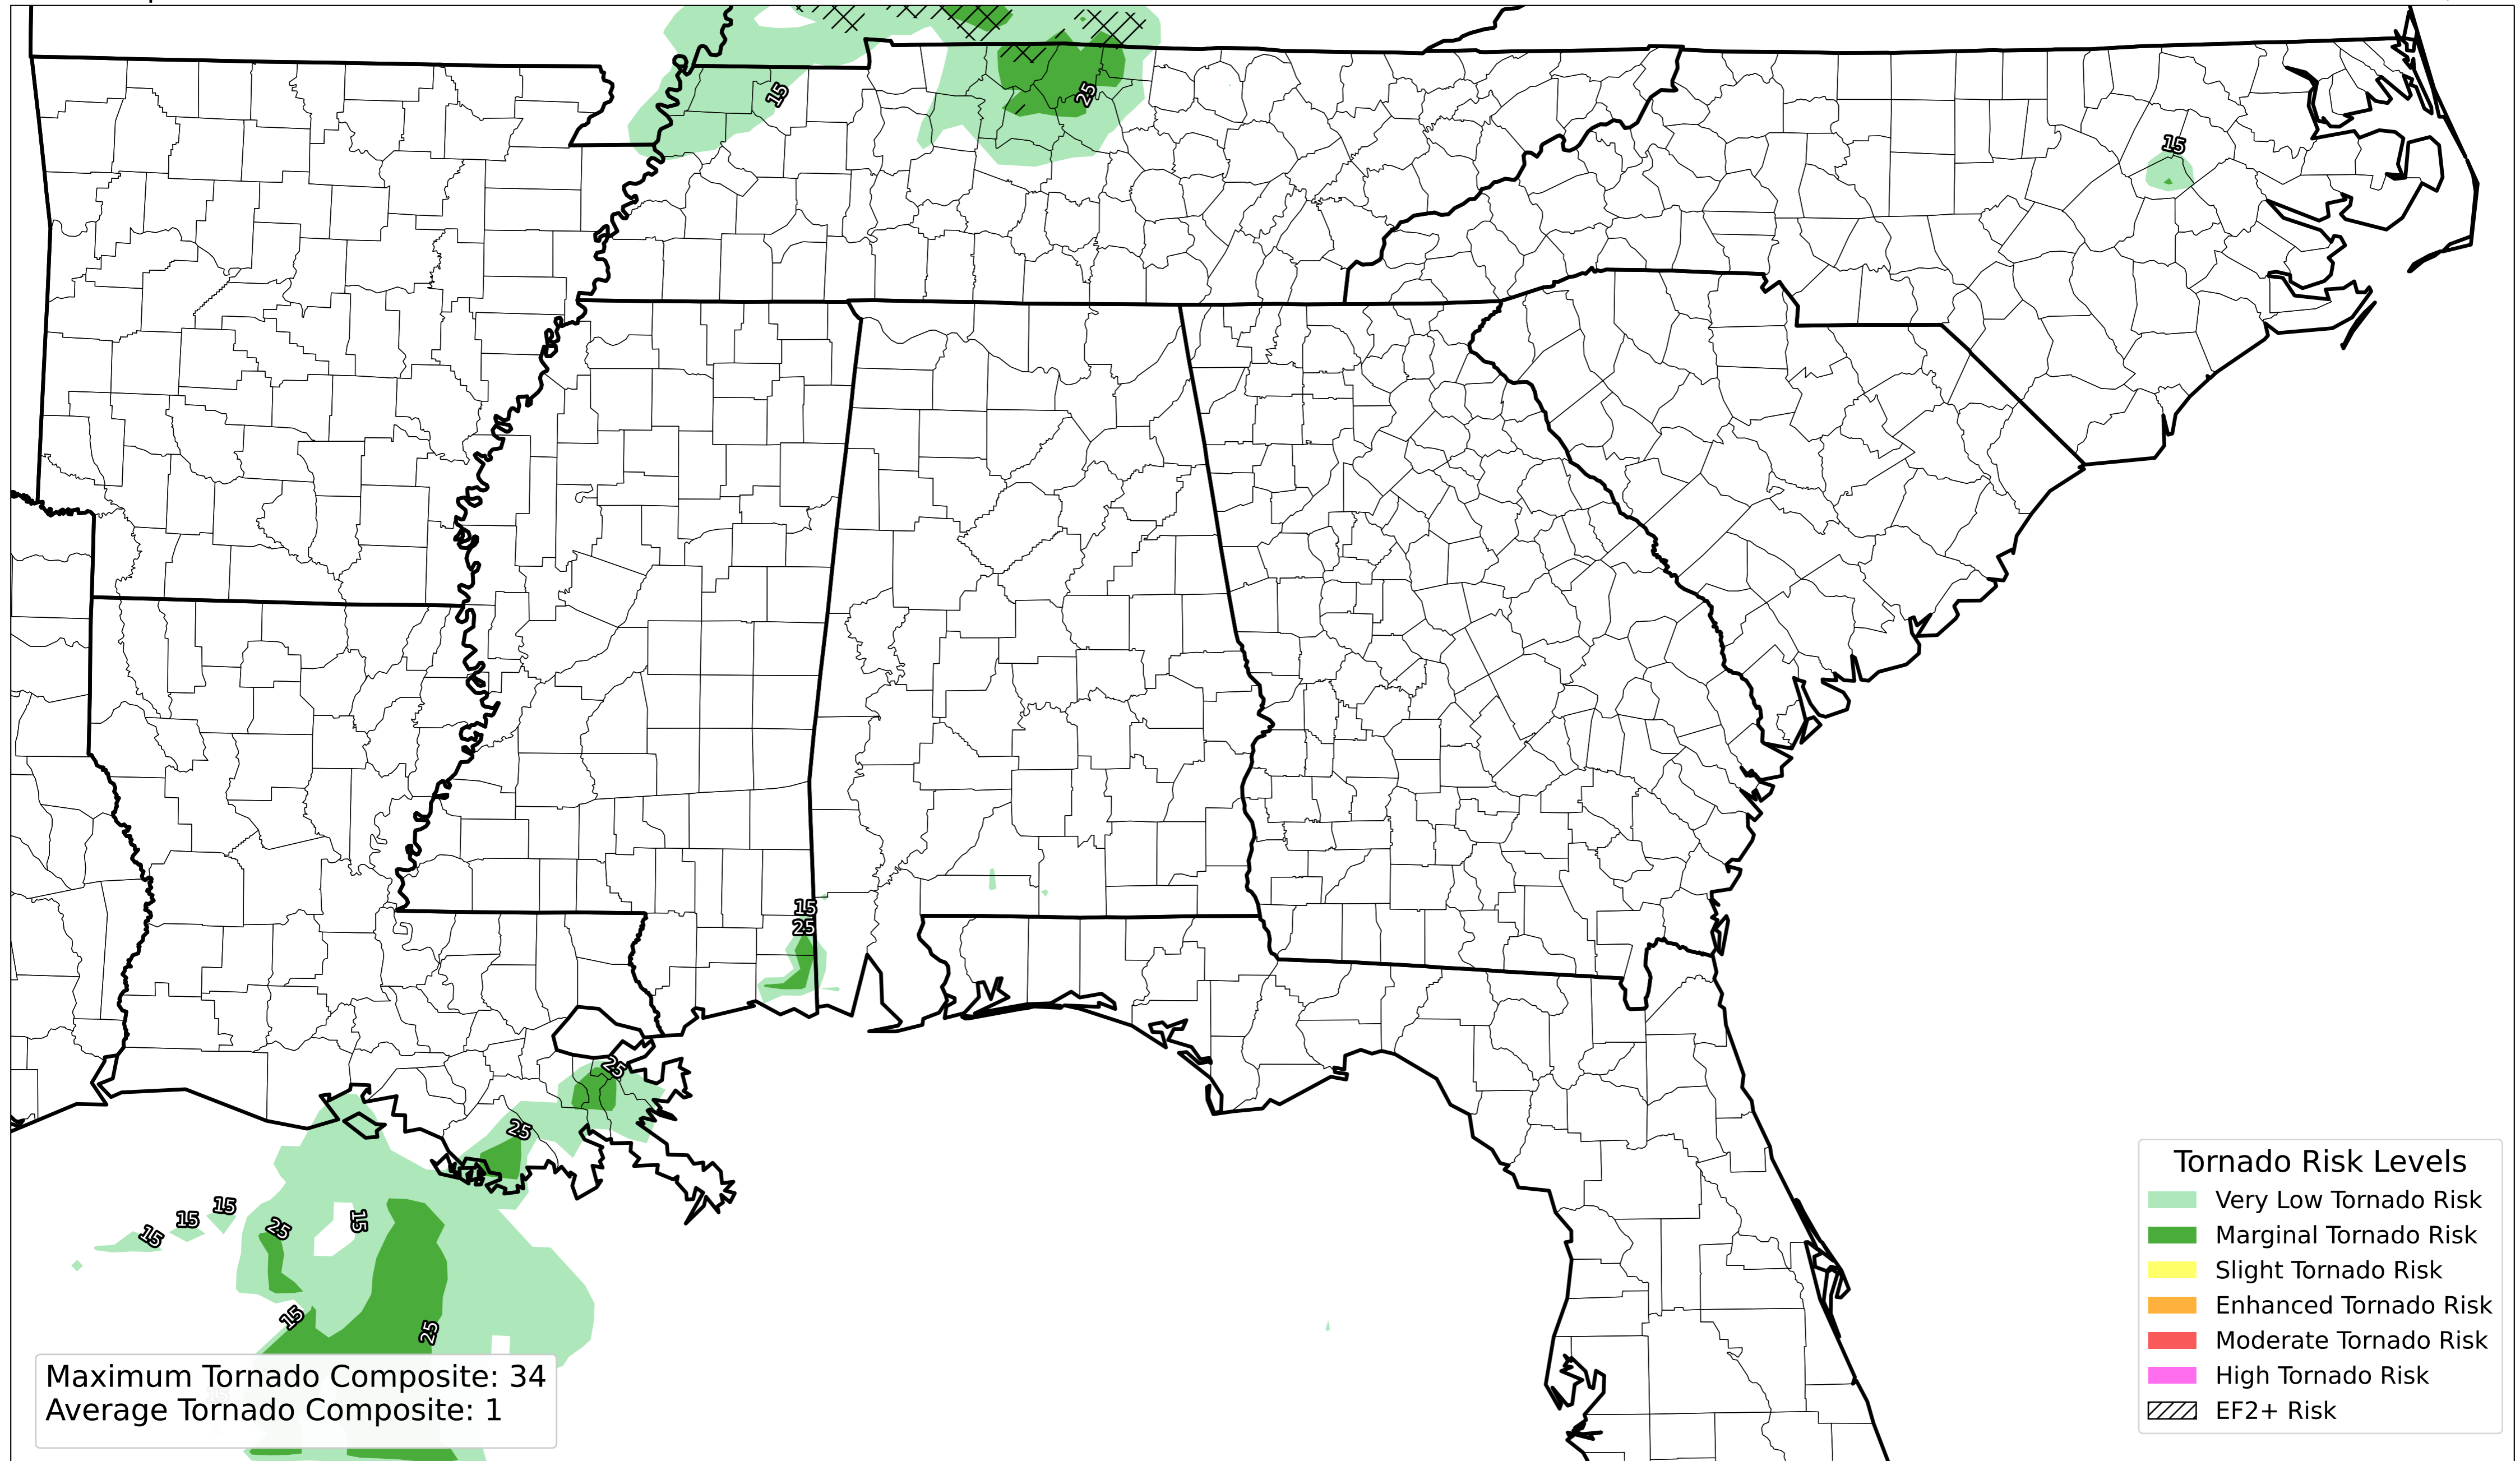 15
25
15
15
25
25
25
15
15
25
15
15
15
25
Tornado Risk Levels
Very Low Tornado Risk
Marginal Tornado Risk
Slight Tornado Risk
Enhanced Tornado Risk
Moderate Tornado Risk
High Tornado Risk
EF2+ Risk
Maximum Tornado Composite: 34
Average Tornado Composite: 1